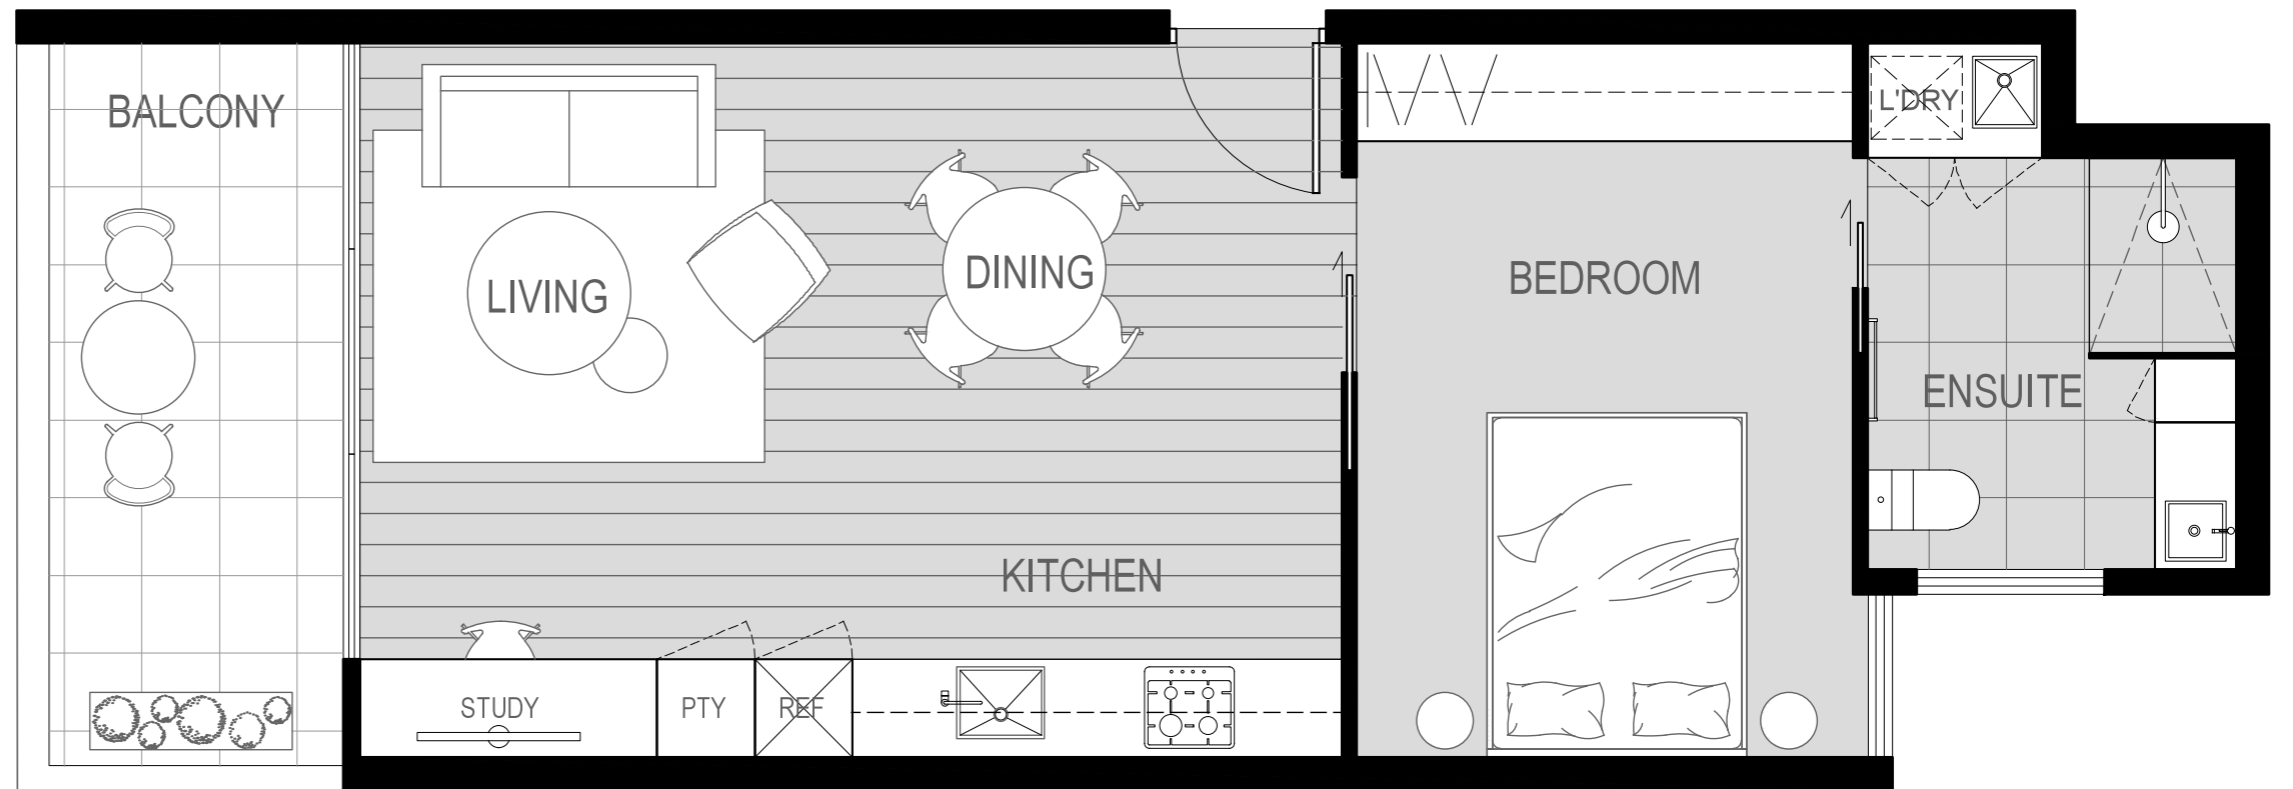 BALCONY
L'DRY
LIVING
DINING
BEDROOM
ENSUITE
KITCHEN
STUDY
PTY
REF